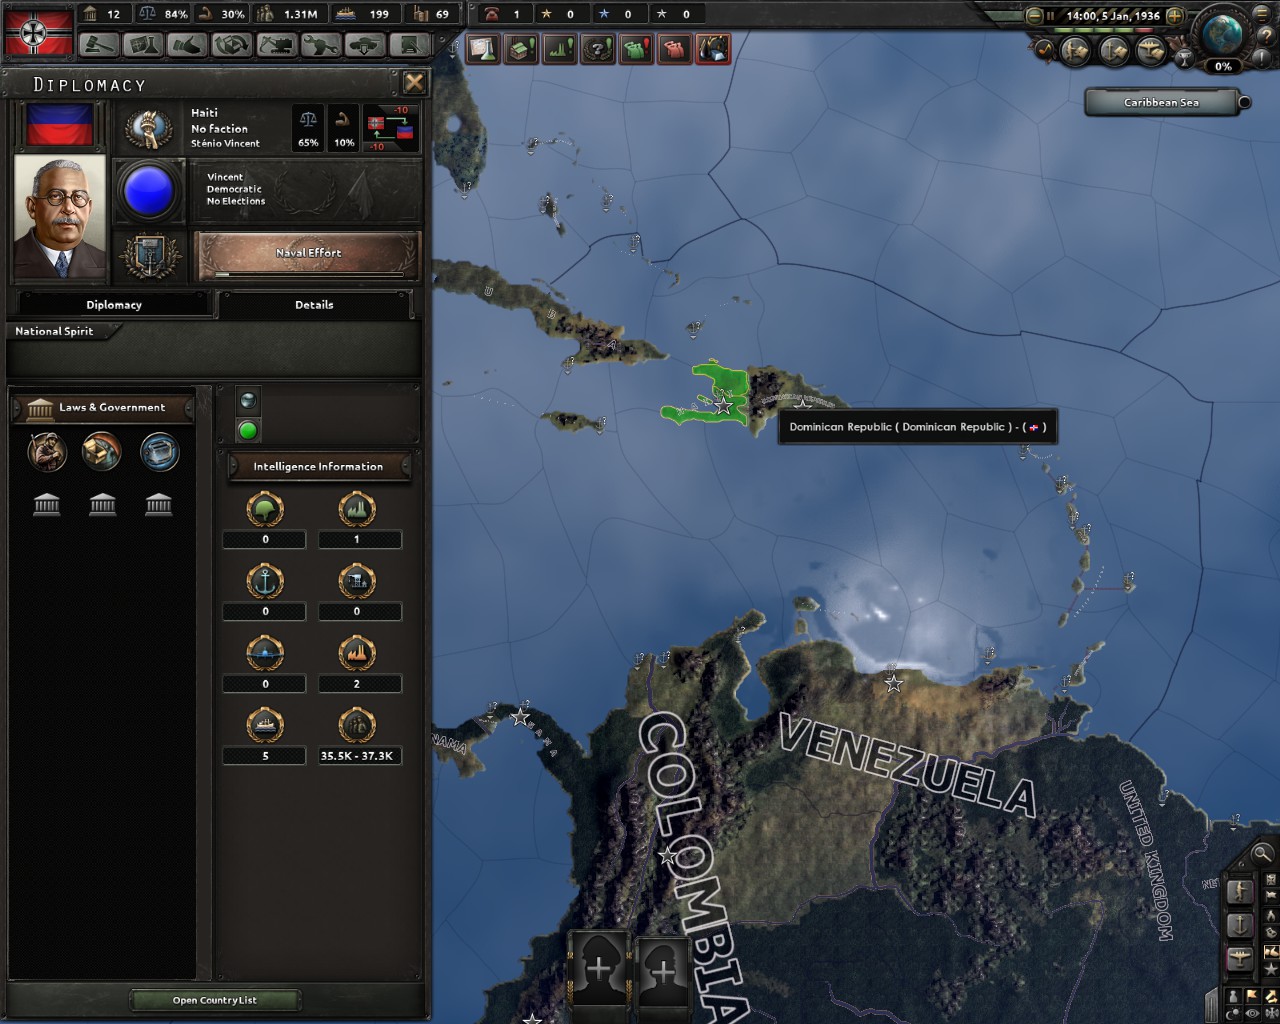 12 84% 30% 1.31M 199 69 1 0 0 0 14:00, 5 Jan, 1936
0%
DIPLOMACY
Caribbean Sea
Haiti
No faction
Sténio Vincent
65% 10% -10 -10
Vincent
Democratic
No Elections
Naval Effort
Diplomacy Details
National Spirit
Laws & Government
Intelligence Information
0 1
0 0
0 2
5 35.5K - 37.3K
Open Country List
Dominican Republic ( Dominican Republic ) - ( )
VENEZUELA
COLOMBIA
UNITED KINGDOM